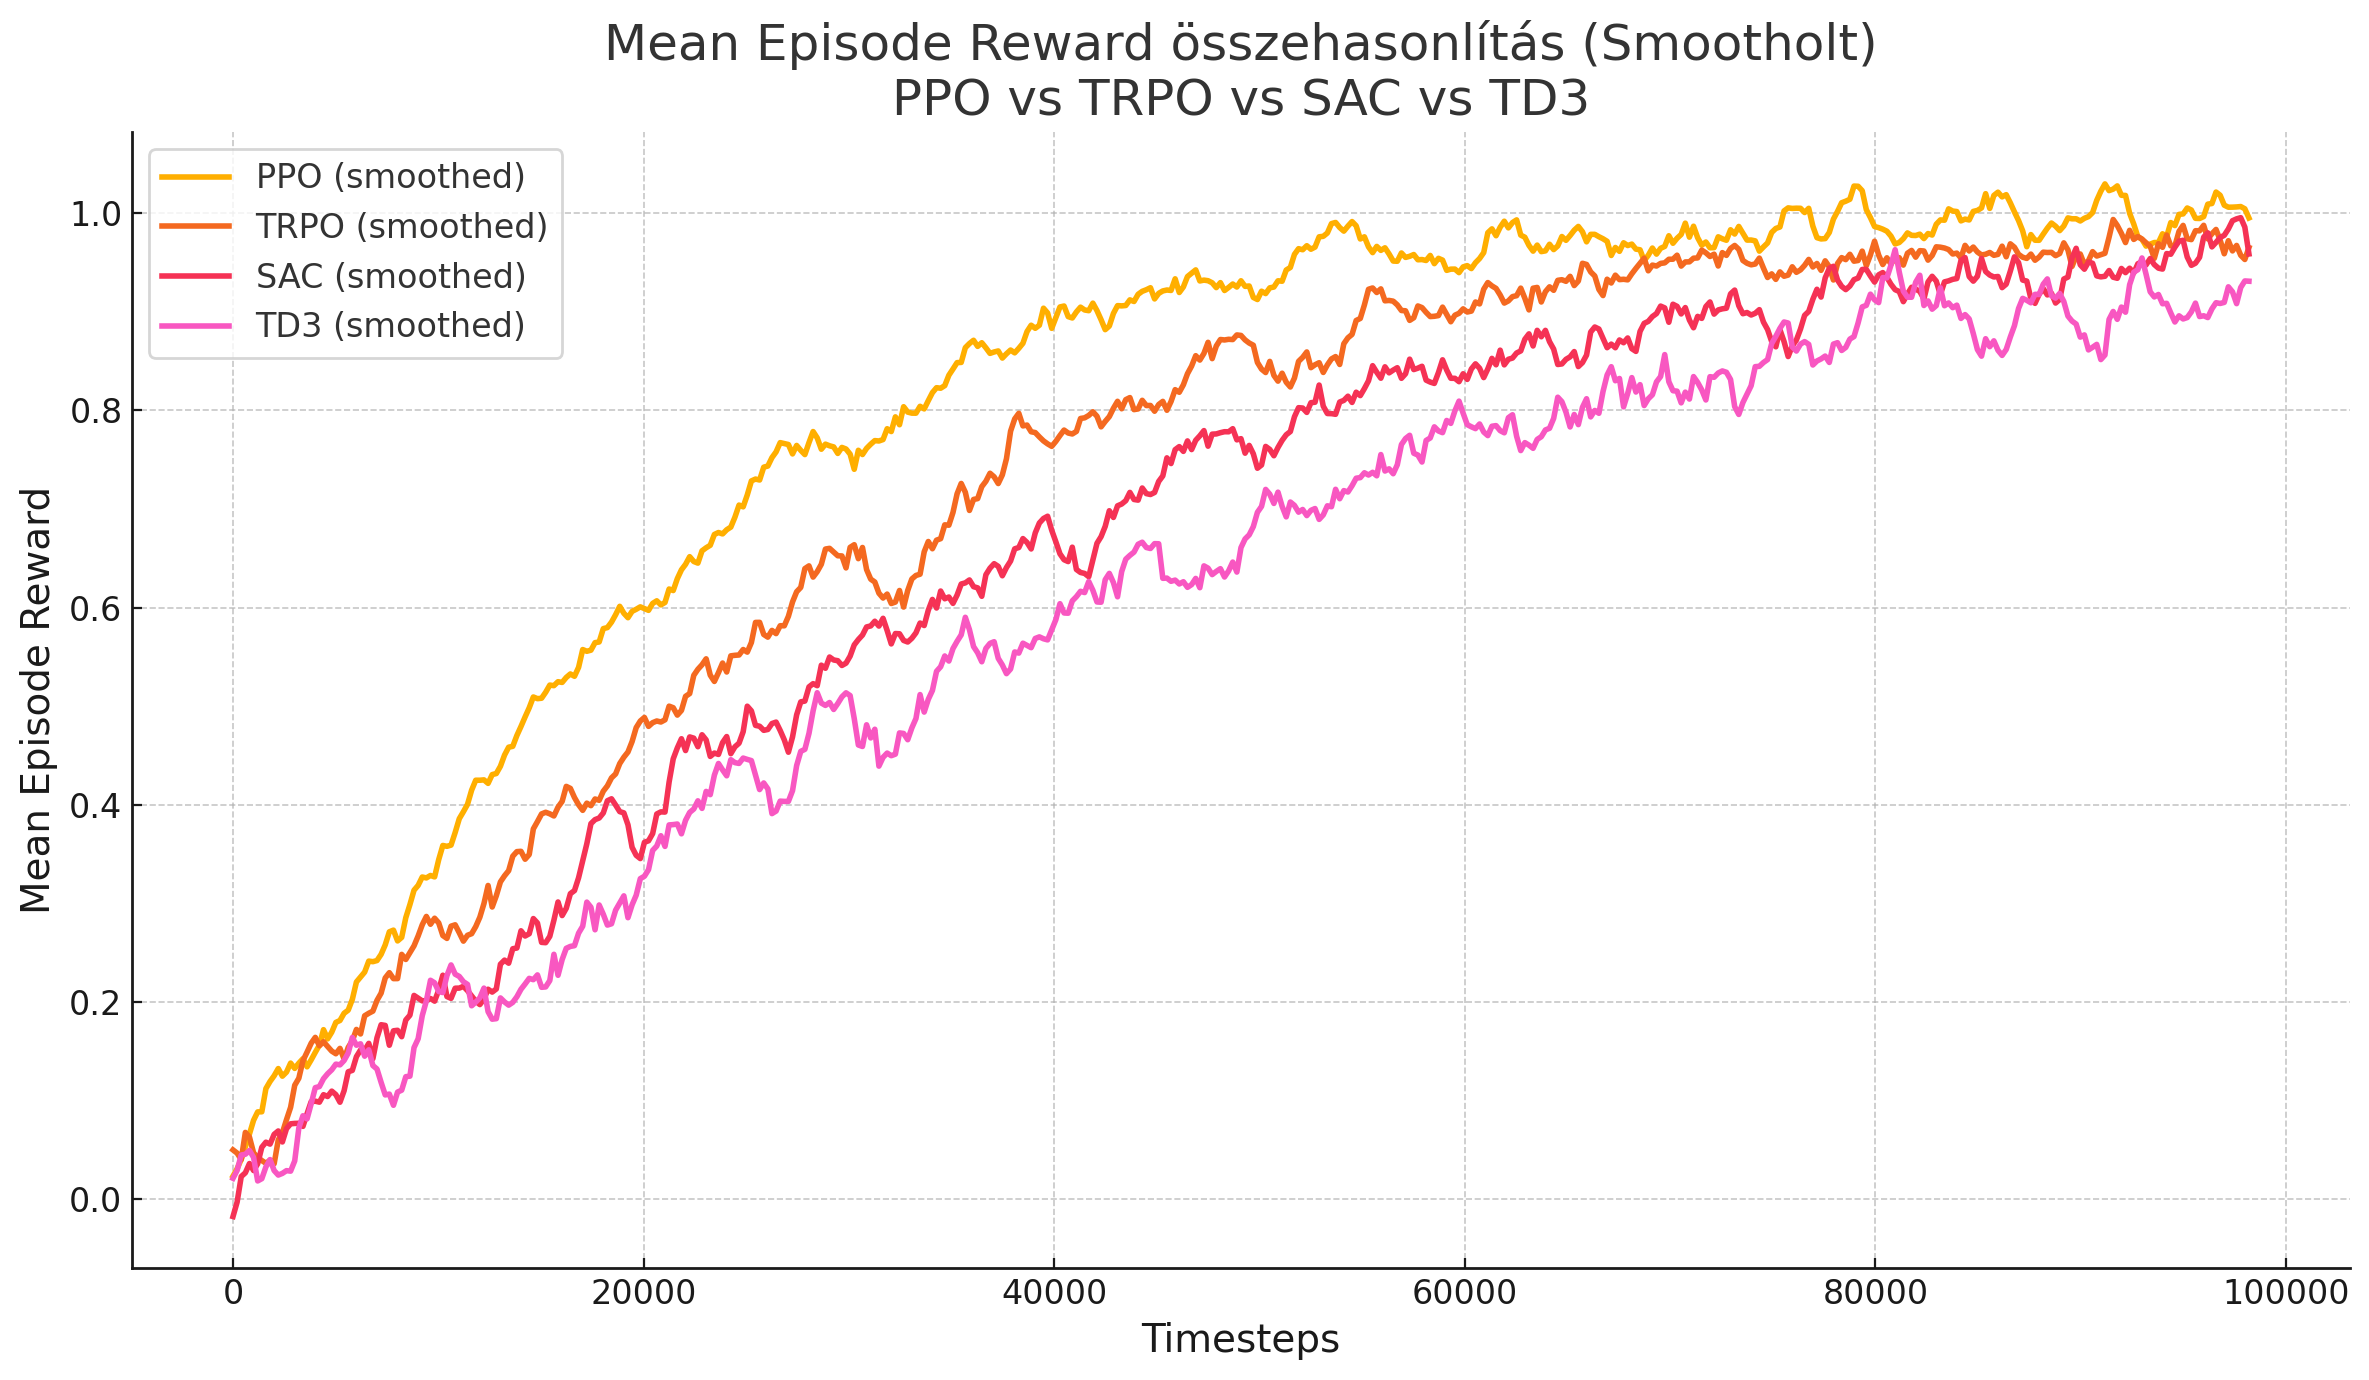 Mean Episode Reward összehasonlítás (Smootholt)
PPO vs TRPO vs SAC vs TD3
PPO (smoothed)
TRPO (smoothed)
SAC (smoothed)
TD3 (smoothed)
Mean Episode Reward
1.0
0.8
0.6
0.4
0.2
0.0
0
20000
40000
60000
80000
100000
Timesteps